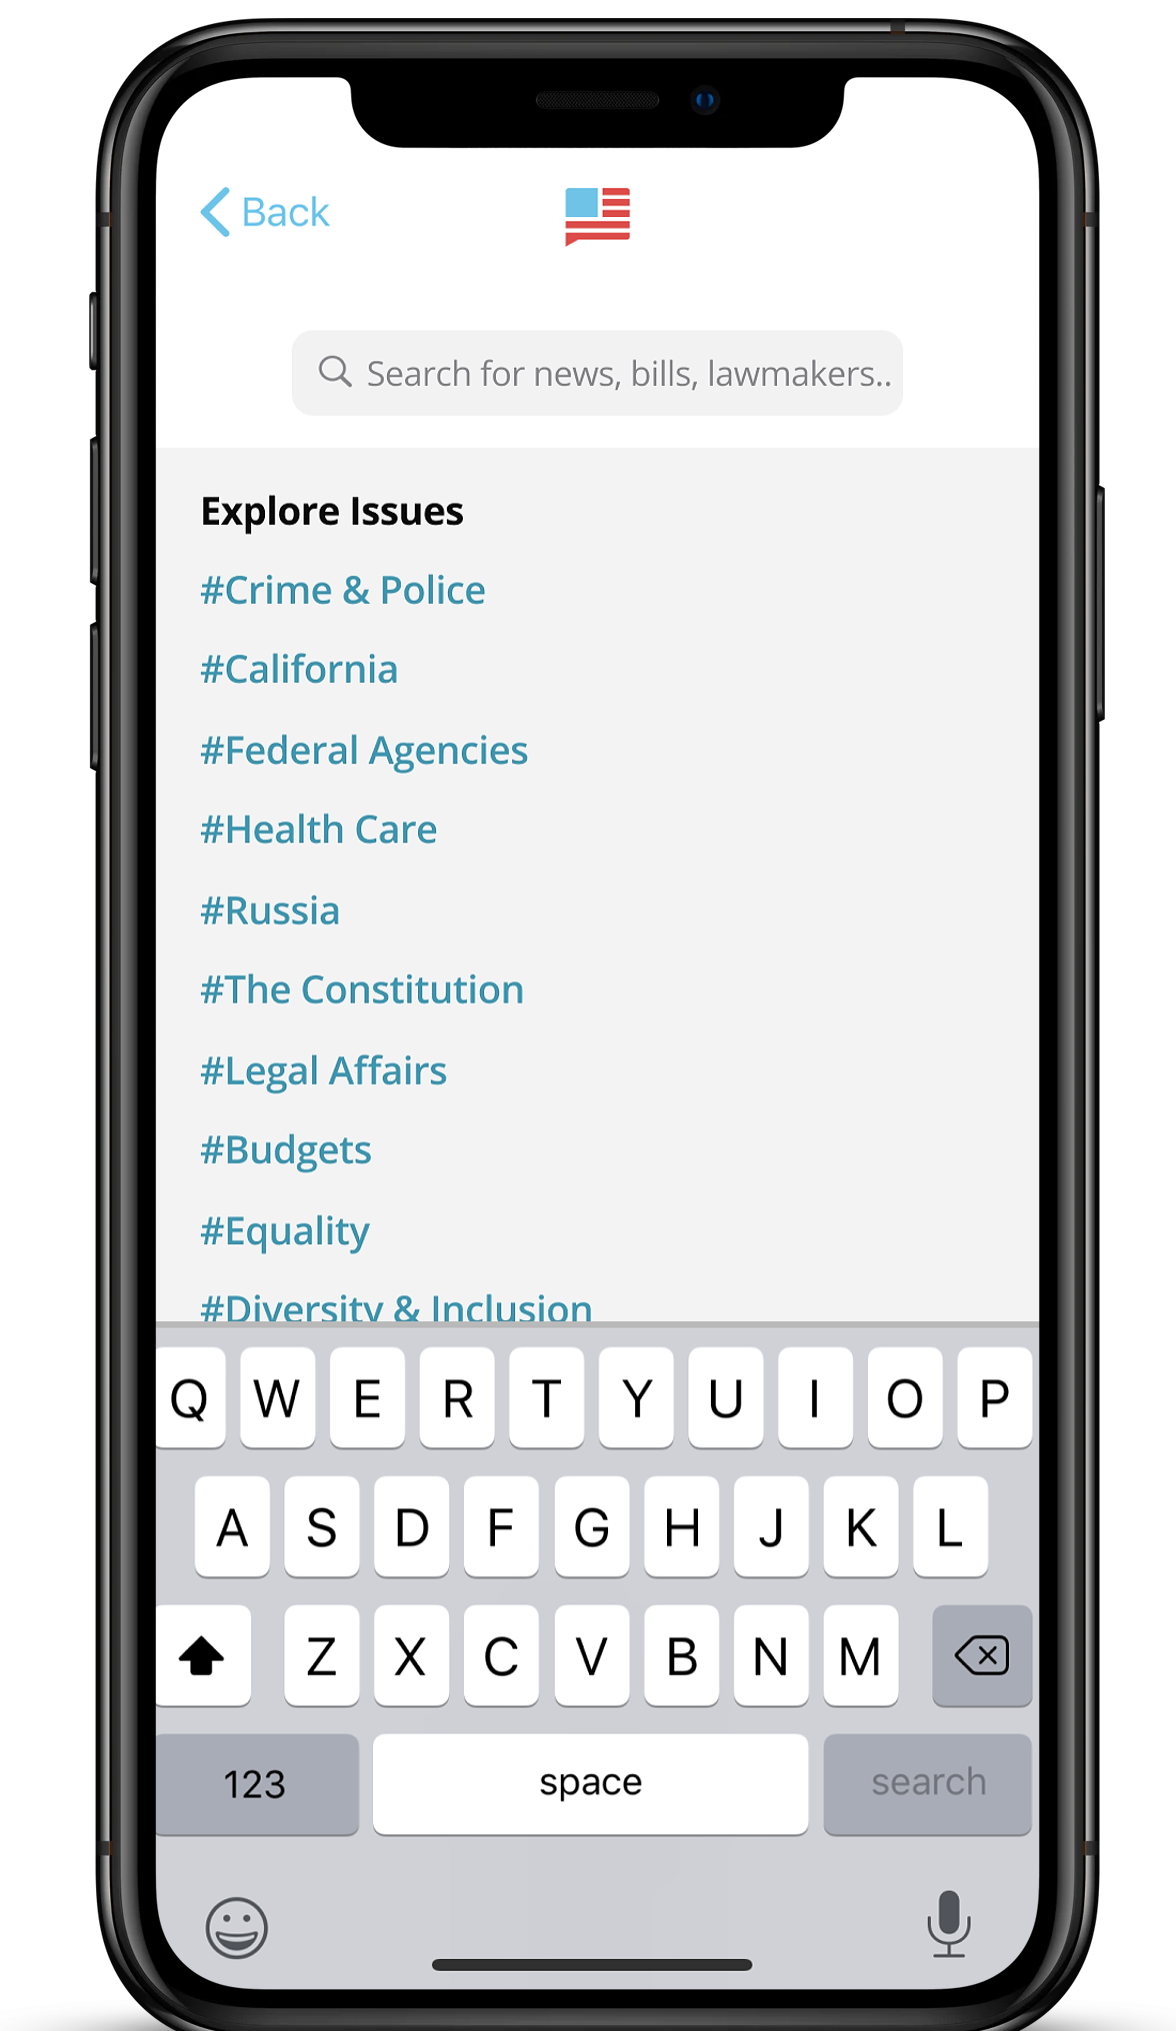 Back
Search for news, bills, lawmakers..
Explore Issues
#Crime & Police
#California
#Federal Agencies
#Health Care
#Russia
#The Constitution
#Legal Affairs
#Budgets
#Equality
#Diversity & Inclusion
Q W E R T Y U I O P
A S D F G H J K L
Z X C V B N M
123 space search